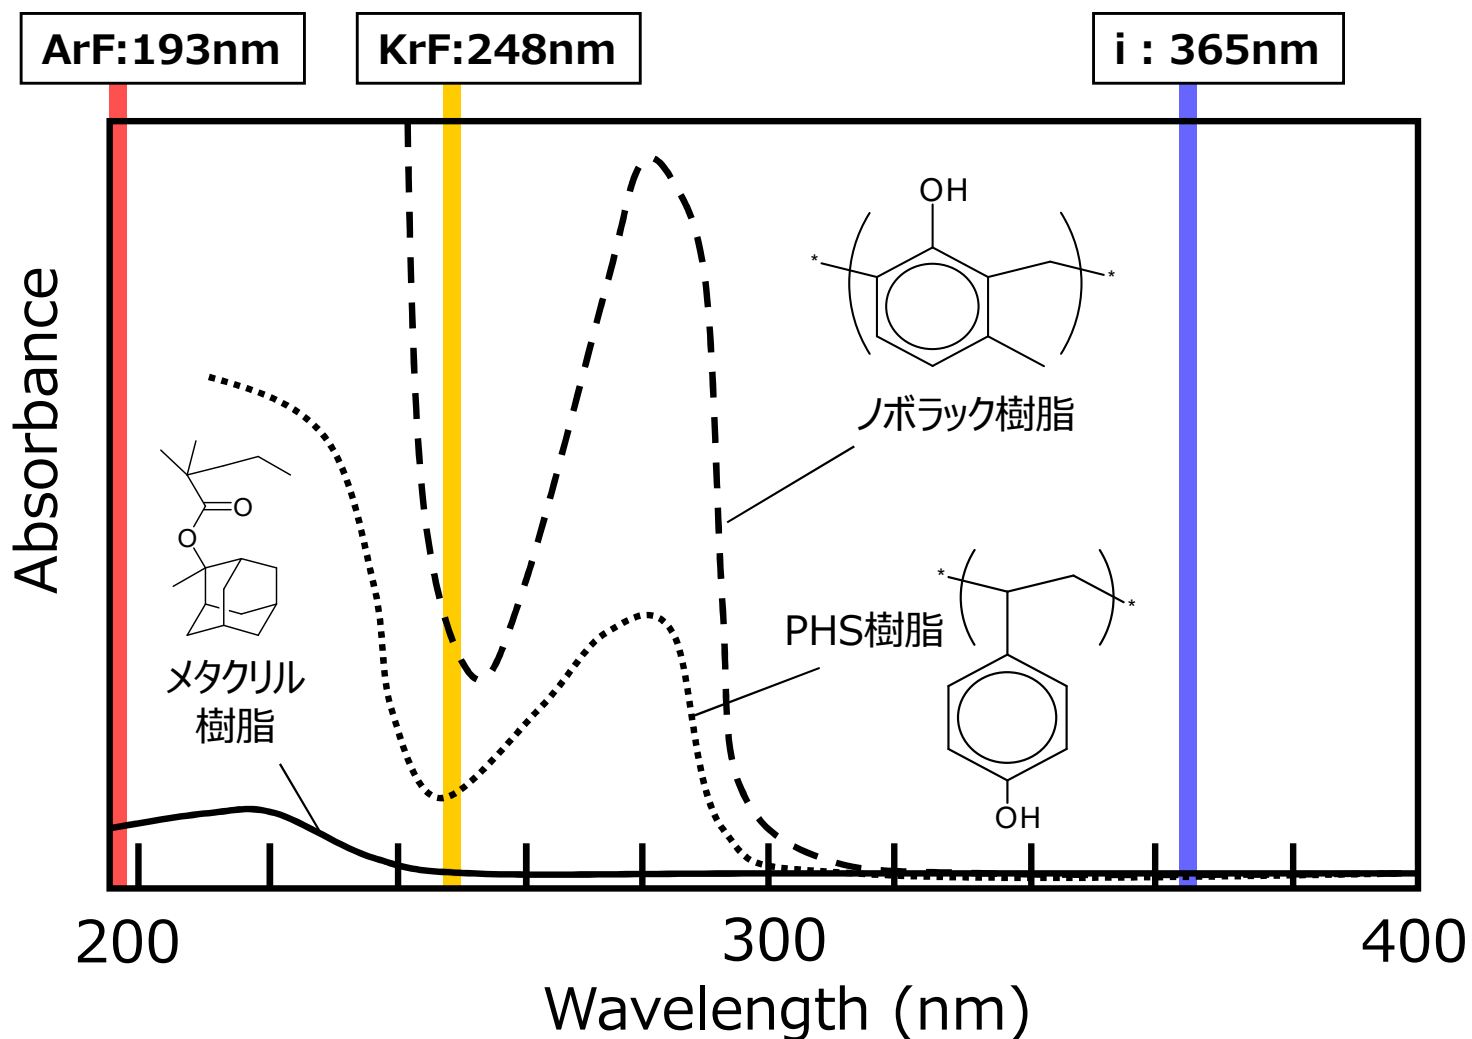 ArF:193nm
KrF:248nm
i : 365nm
Absorbance
OH
*
*
ノボラック樹脂
O
O
メタクリル
樹脂
*
*
PHS樹脂
OH
200
300
400
Wavelength (nm)